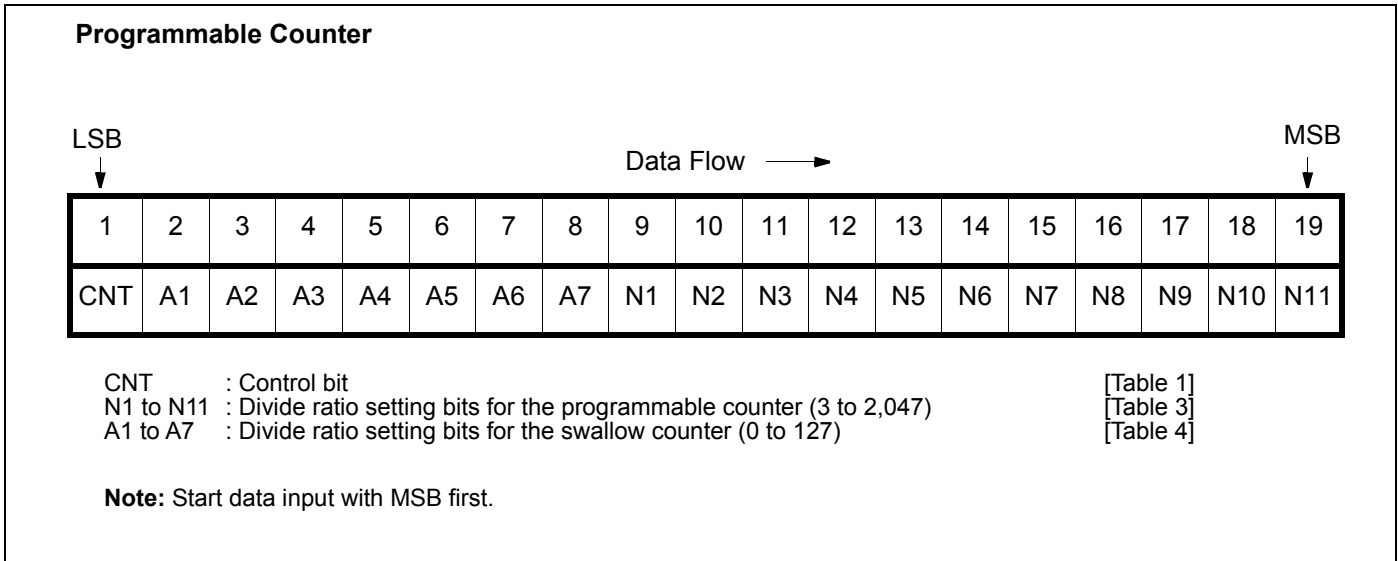 Programmable Counter
LSB
MSB
Data Flow
1 2 3 4 5 6 7 8 9 10 11 12 13 14 15 16 17 18 19
CNT A1 A2 A3 A4 A5 A6 A7 N1 N2 N3 N4 N5 N6 N7 N8 N9 N10 N11
CNT : Control bit [Table 1]
N1 to N11 : Divide ratio setting bits for the programmable counter (3 to 2,047) [Table 3]
A1 to A7 : Divide ratio setting bits for the swallow counter (0 to 127) [Table 4]
Note: Start data input with MSB first.